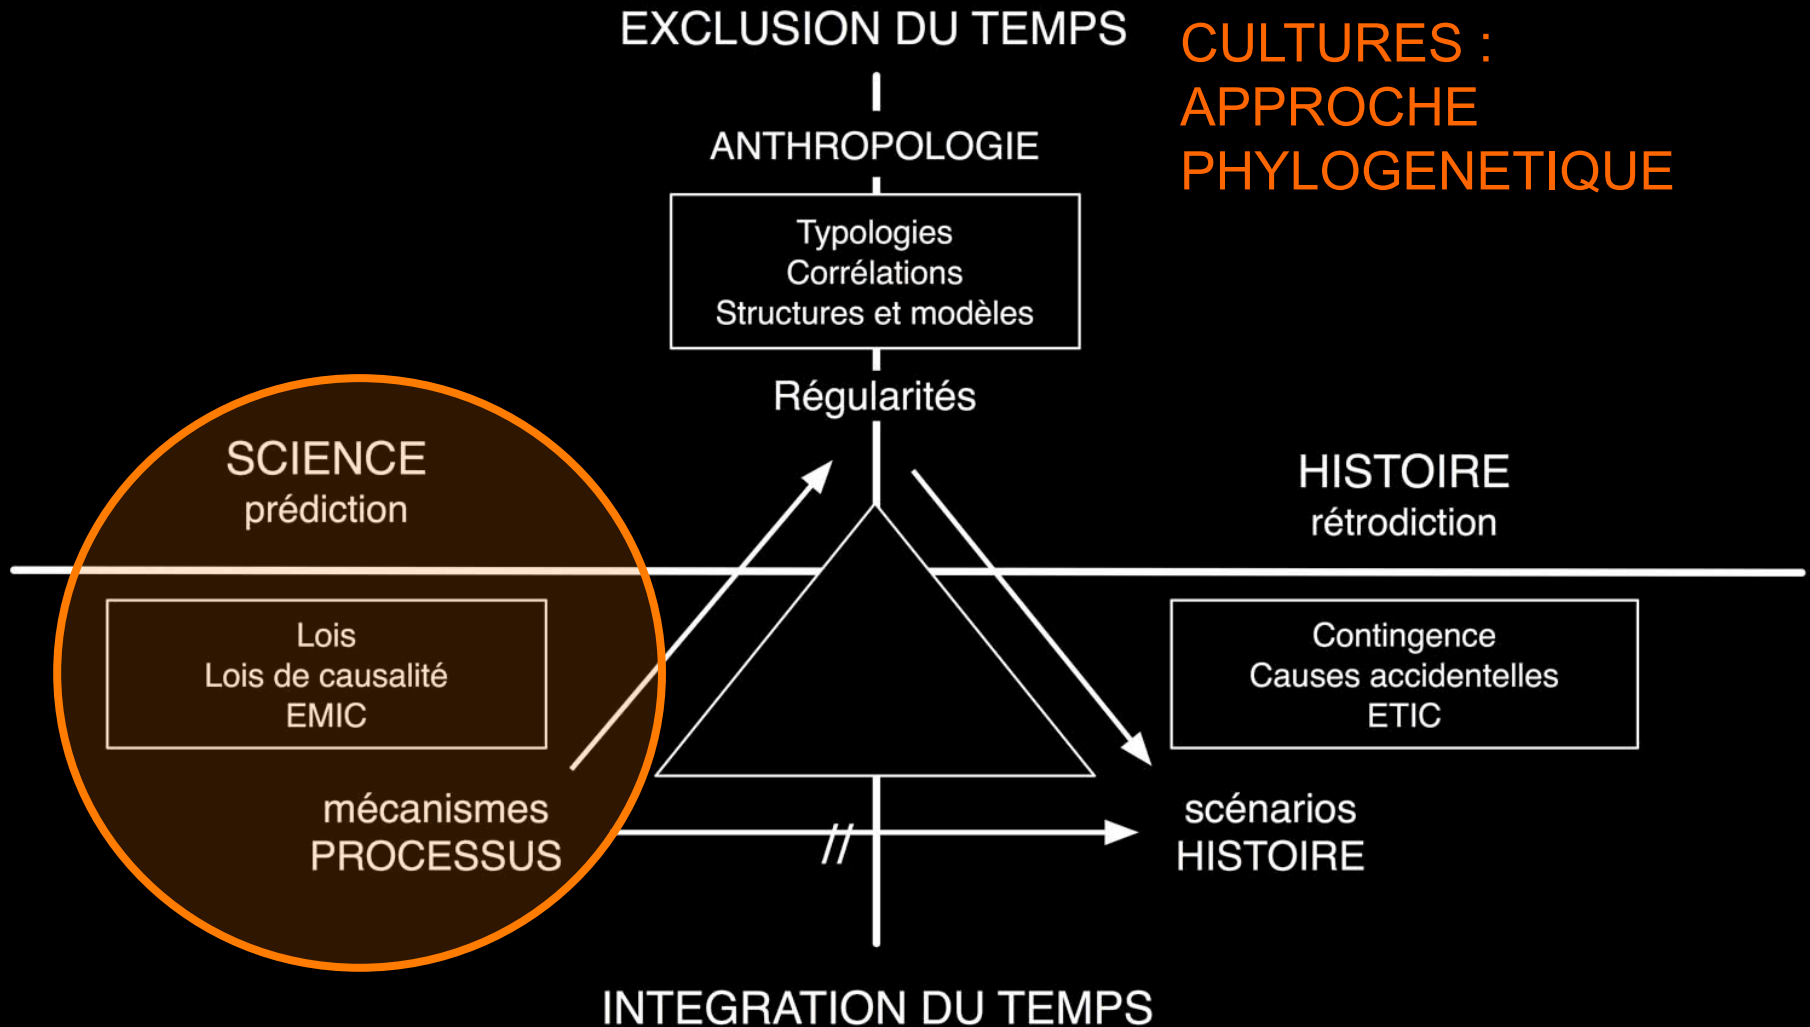 EXCLUSION DU TEMPS
CULTURES :
APPROCHE
PHYLOGENETIQUE
ANTHROPOLOGIE
Typologies
Corrélations
Structures et modèles
Régularités
SCIENCE
prédiction
HISTOIRE
rétrodiction
Lois
Lois de causalité
EMIC
Contingence
Causes accidentelles
ETIC
mécanismes
PROCESSUS
//
scénarios
HISTOIRE
INTEGRATION DU TEMPS